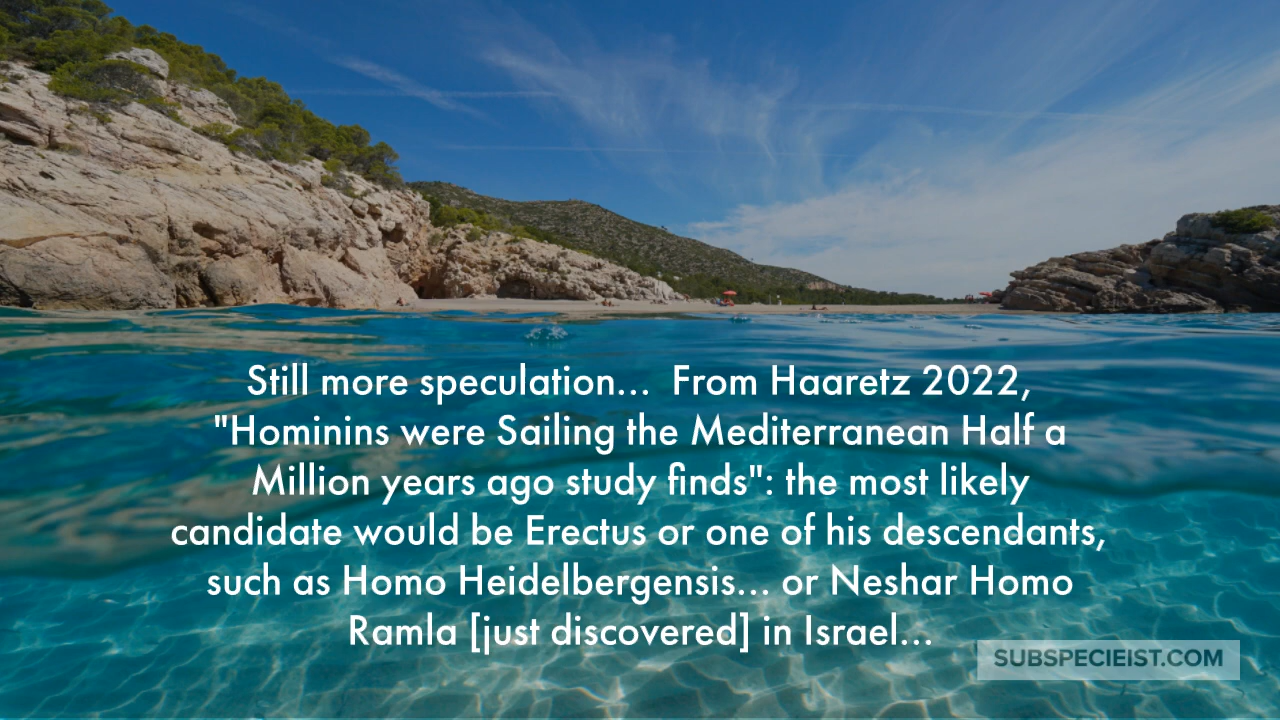 Still more speculation...  From Haaretz 2022,
"Hominins were Sailing the Mediterranean Half a
Million years ago study finds": the most likely
candidate would be Erectus or one of his descendants,
such as Homo Heidelbergensis... or Neshar Homo
Ramla [just discovered] in Israel...
SUBSPECIEIST.COM